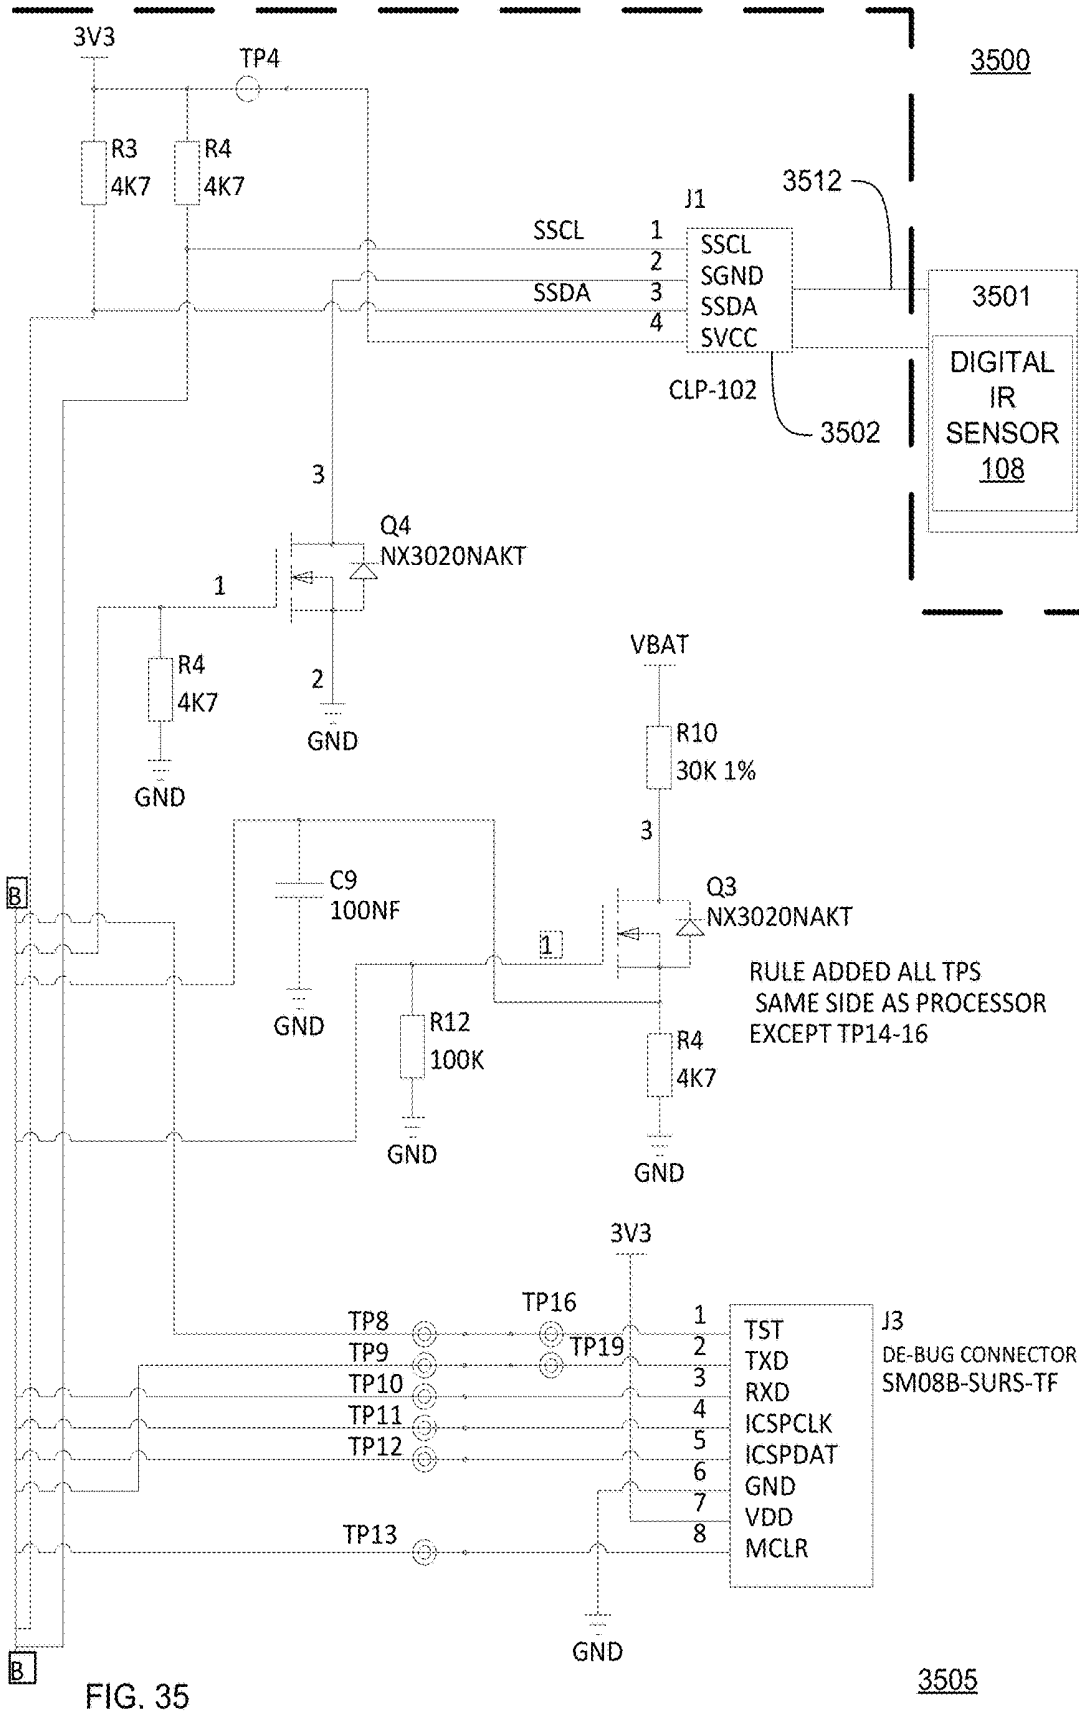 3V3
TP4
3500
R3
4K7
R4
4K7
3512
J1
SSCL
1
SSCL
2
SGND
SSDA
3
SSDA
4
SVCC
3501
DIGITAL
IR
SENSOR
108
CLP-102
3502
3
Q4
NX3020NAKT
1
R4
4K7
2
GND
GND
VBAT
R10
30K 1%
3
B
C9
100NF
Q3
NX3020NAKT
1
GND
RULE ADDED ALL TPS
SAME SIDE AS PROCESSOR
EXCEPT TP14-16
R12
100K
R4
4K7
GND
GND
3V3
TP8
TP16
1
TST
J3
TP9
TP19
2
TXD
DE-BUG CONNECTOR
TP10
3
RXD
SM08B-SURS-TF
TP11
4
ICSPCLK
TP12
5
ICSPDAT
6
GND
7
VDD
TP13
8
MCLR
GND
B
FIG. 35
3505